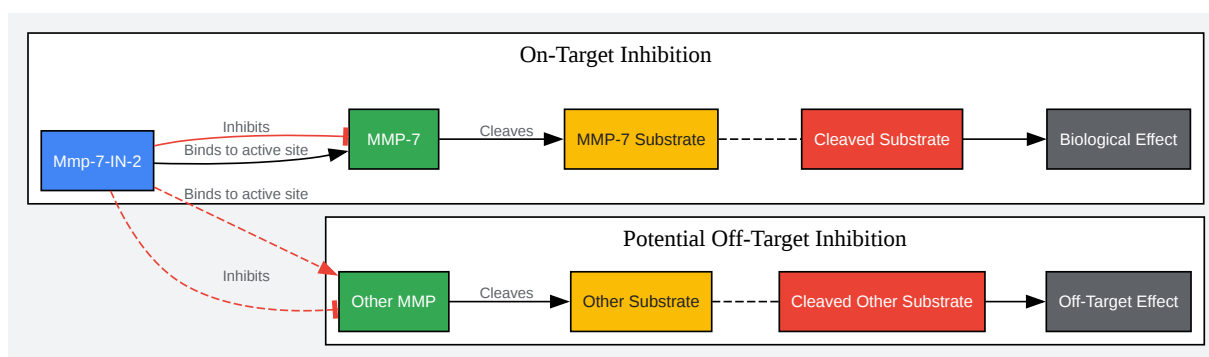 On-Target Inhibition
Mmp-7-IN-2
Inhibits
Binds to active site
MMP-7
Cleaves
MMP-7 Substrate
Cleaved Substrate
Biological Effect
Binds to active site
Potential Off-Target Inhibition
Inhibits
Other MMP
Cleaves
Other Substrate
Cleaved Other Substrate
Off-Target Effect